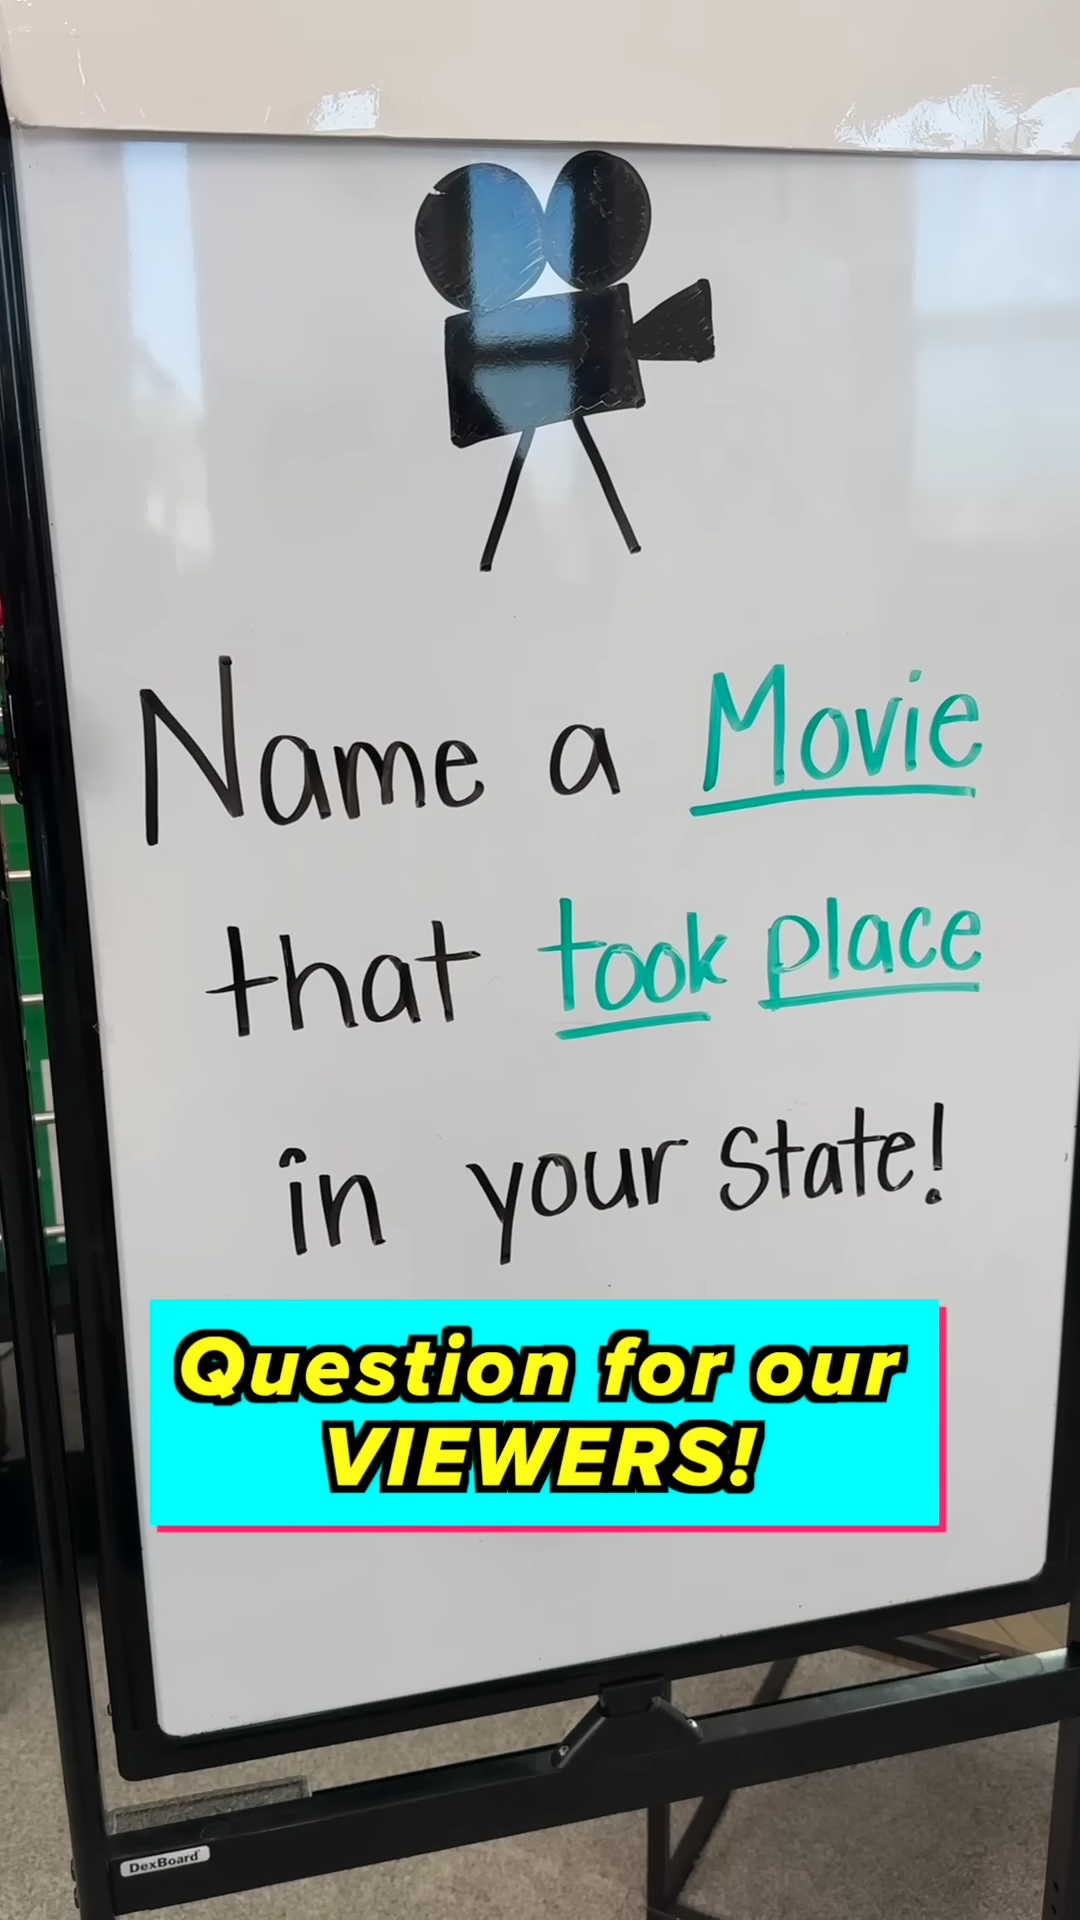 Name a Movie
that took place
in your State!
Question for our
VIEWERS!
DexBoard